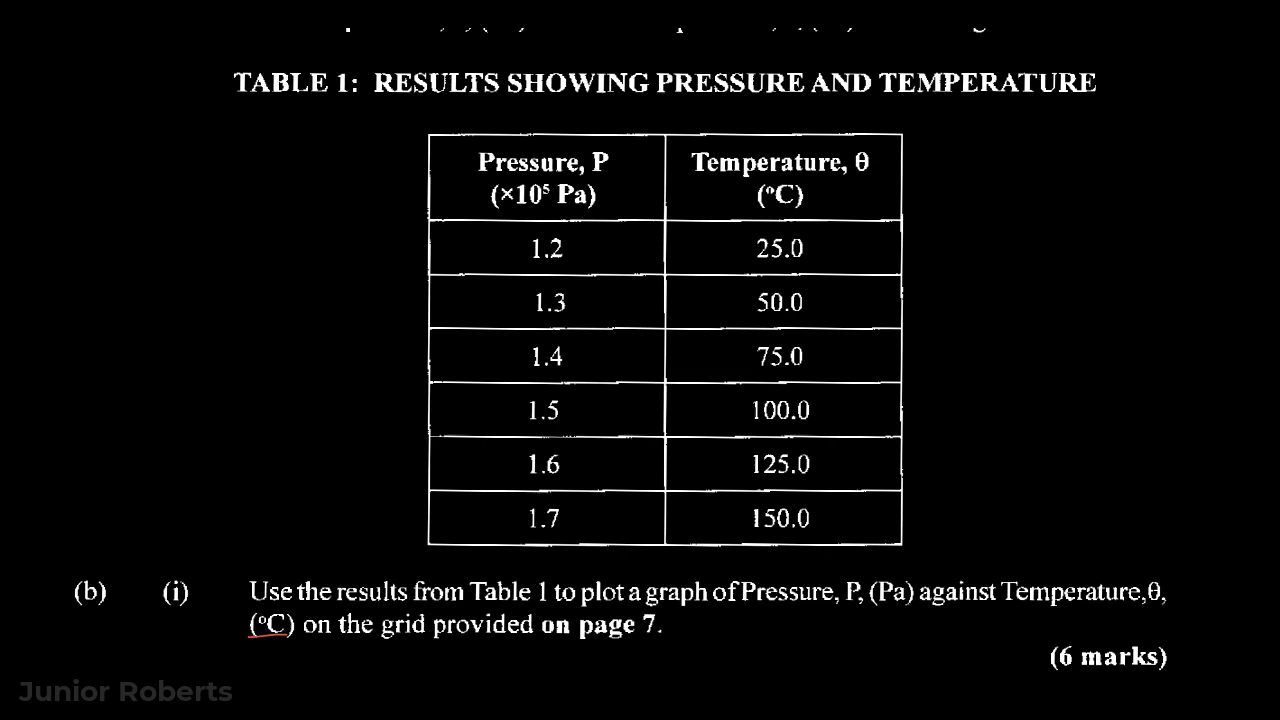 TABLE 1: RESULTS SHOWING PRESSURE AND TEMPERATURE
Pressure, P Temperature, θ
(×10⁵ Pa) (°C)
1.2 25.0
1.3 50.0
1.4 75.0
1.5 100.0
1.6 125.0
1.7 150.0
(b) (i) Use the results from Table 1 to plot a graph of Pressure, P, (Pa) against Temperature,θ,
(°C) on the grid provided on page 7.
(6 marks)
Junior Roberts